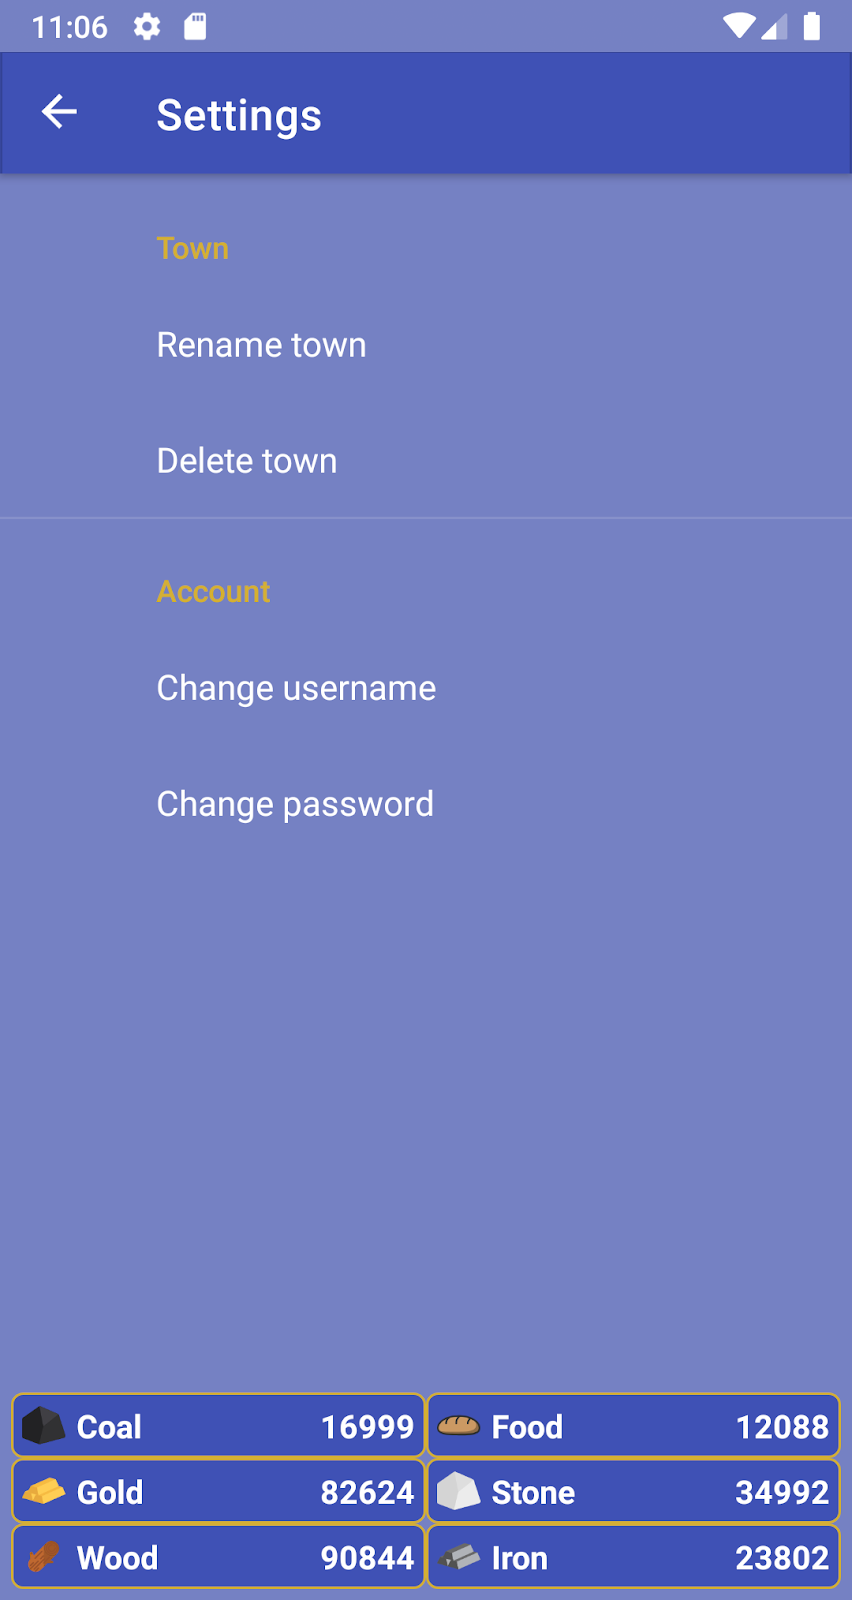 11:06
Settings
Town
Rename town
Delete town
Account
Change username
Change password
Coal 16999 Food 12088
Gold 82624 Stone 34992
Wood 90844 Iron 23802